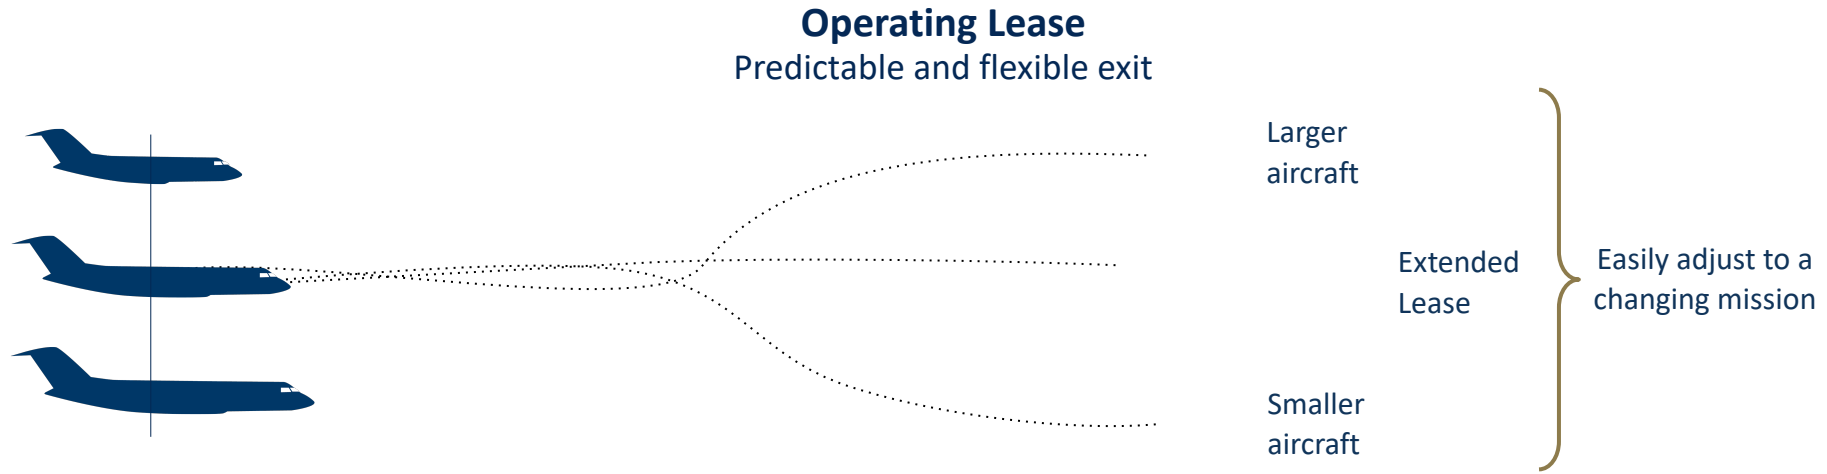 Operating Lease
Predictable and flexible exit
Larger
aircraft
Extended
Lease
Smaller
aircraft
Easily adjust to a
changing mission